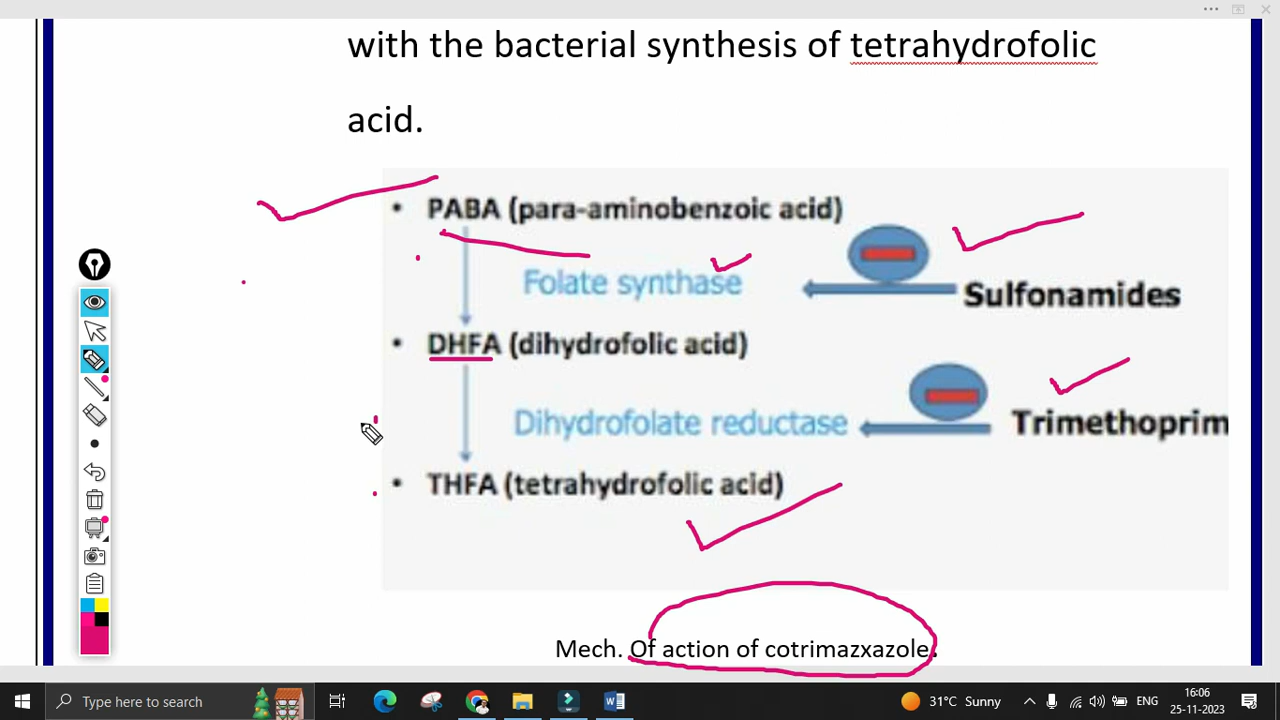 with the bacterial synthesis of tetrahydrofolic
acid.
• PABA (para-aminobenzoic acid)
Folate synthase
Sulfonamides
• DHFA (dihydrofolic acid)
Dihydrofolate reductase
Trimethoprim
• THFA (tetrahydrofolic acid)
Mech. Of action of cotrimazxazole.
Type here to search
31°C Sunny
ENG
16:06
25-11-2023